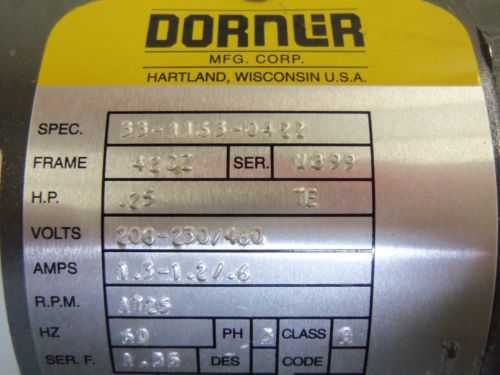 DORNER
MFG. CORP.
HARTLAND, WISCONSIN U.S.A.
SPEC. 33-1153-0422
FRAME 42CZ SER. W899
H.P. .25 TE
VOLTS 208-230/460
AMPS 1.3-1.2/.6
R.P.M. 1725
HZ 60 PH 3 CLASS B
SER. F. 1.35 DES CODE